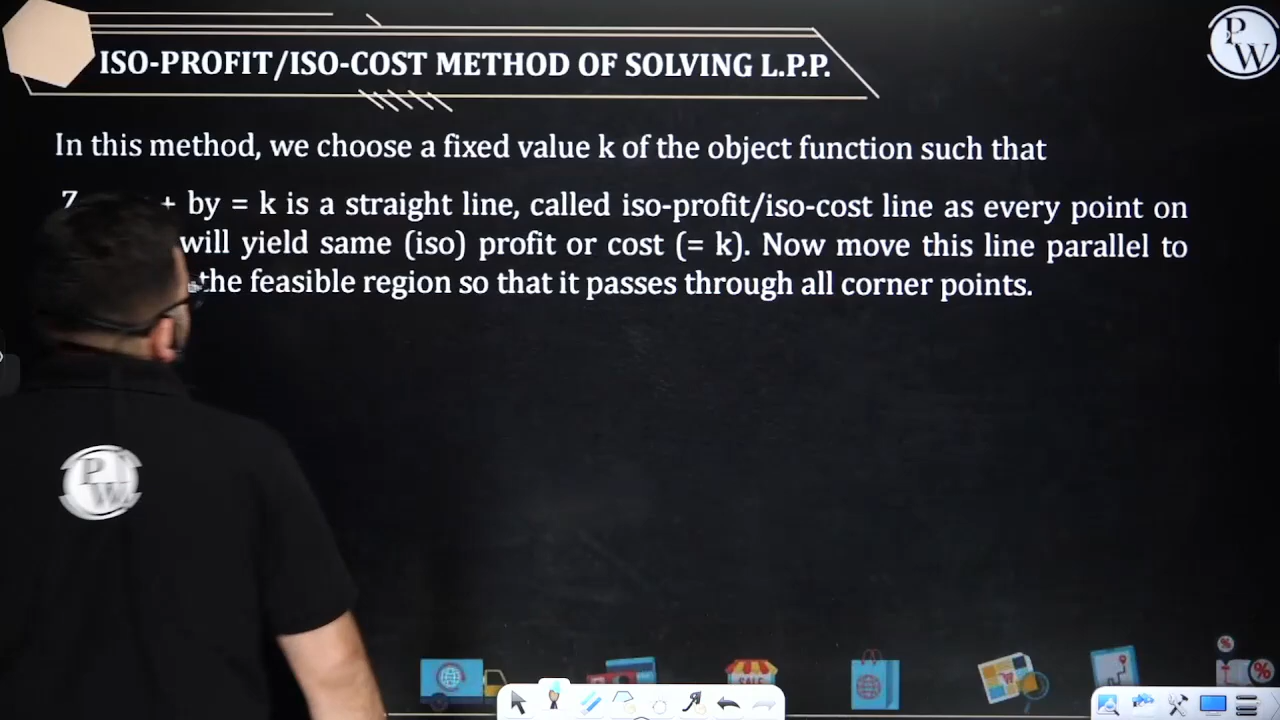 P
W
ISO-PROFIT/ISO-COST METHOD OF SOLVING L.P.P.
In this method, we choose a fixed value k of the object function such that
Z + by = k is a straight line, called iso-profit/iso-cost line as every point on
will yield same (iso) profit or cost (= k). Now move this line parallel to
the feasible region so that it passes through all corner points.
P
W
SALE
%
%